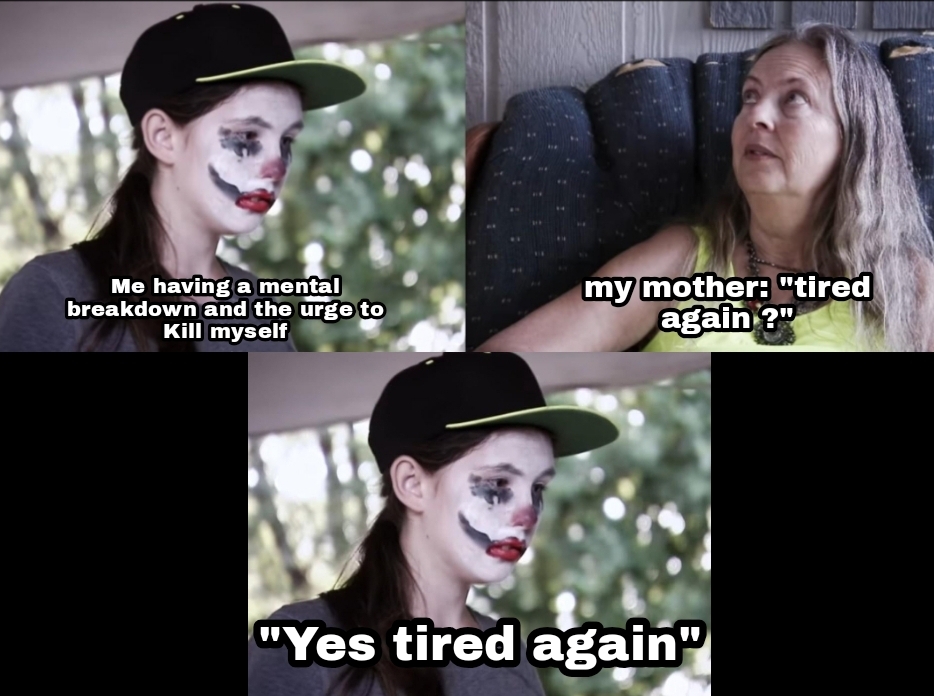 Me having a mental
breakdown and the urge to
Kill myself
my mother: "tired
again ?"
"Yes tired again"